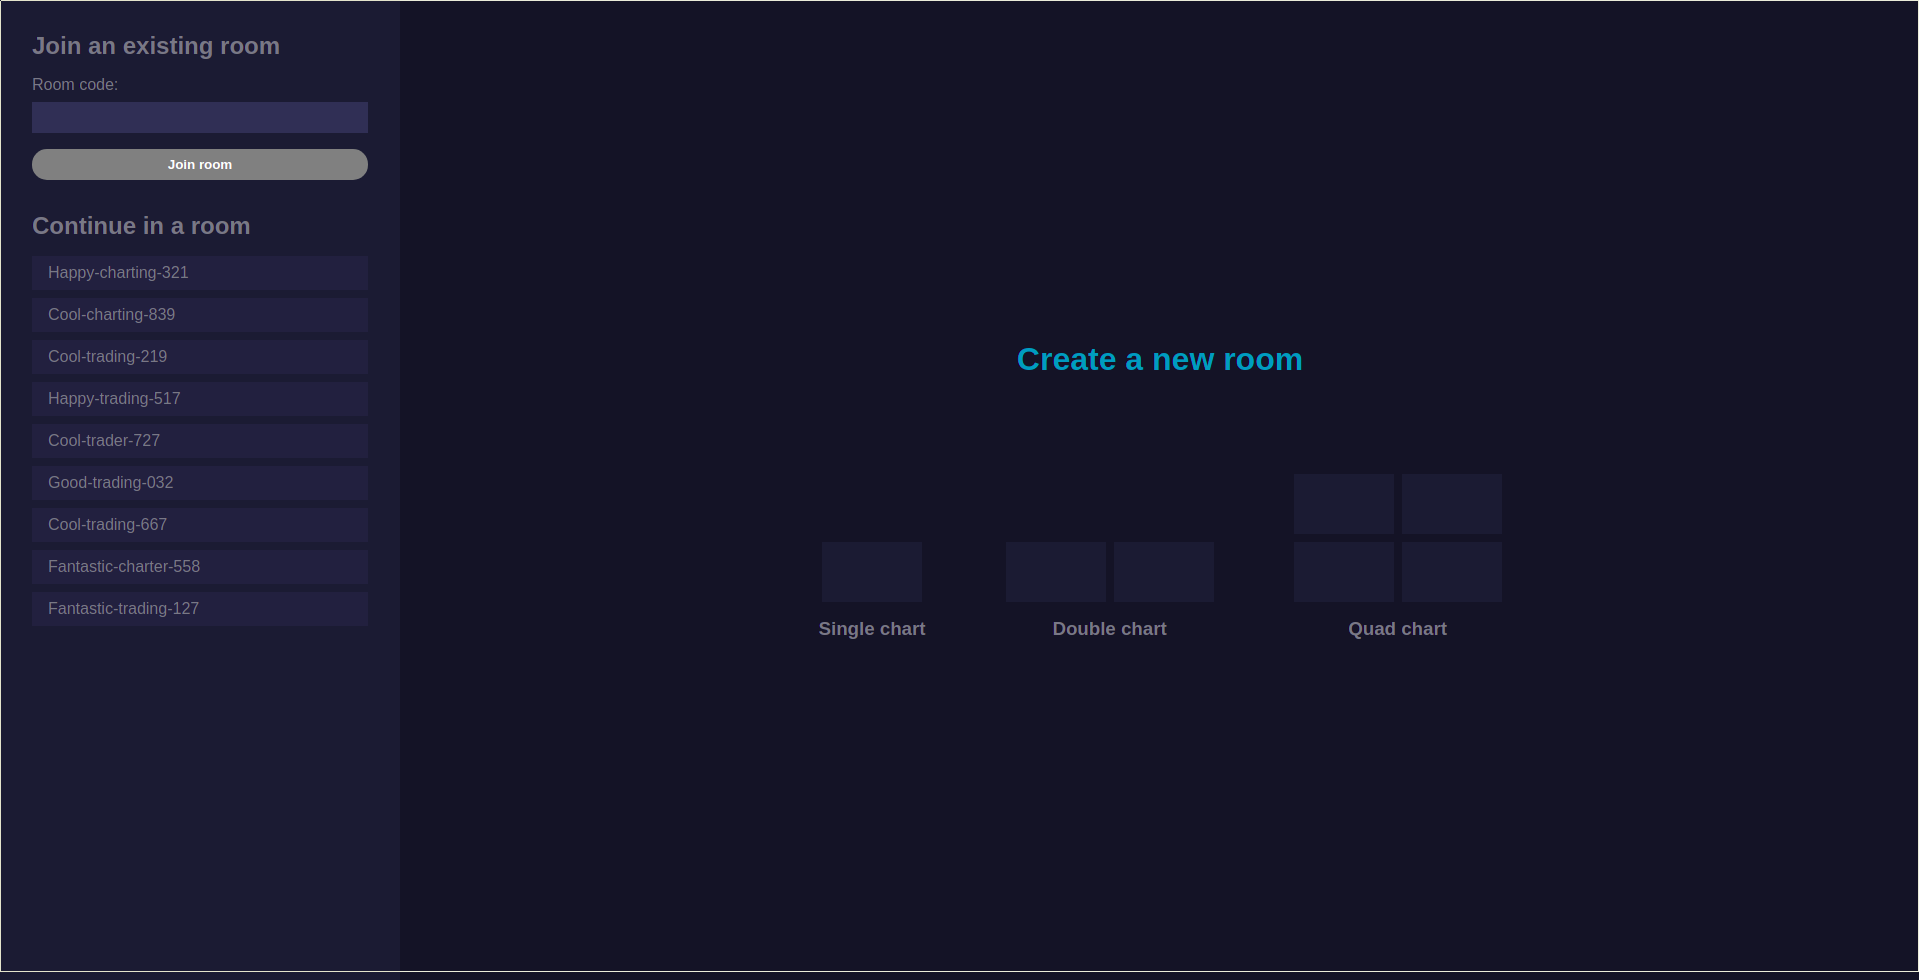 Join an existing room
Room code:
Join room
Continue in a room
Happy-charting-321
Cool-charting-839
Cool-trading-219
Happy-trading-517
Cool-trader-727
Good-trading-032
Cool-trading-667
Fantastic-charter-558
Fantastic-trading-127
Create a new room
Single chart
Double chart
Quad chart